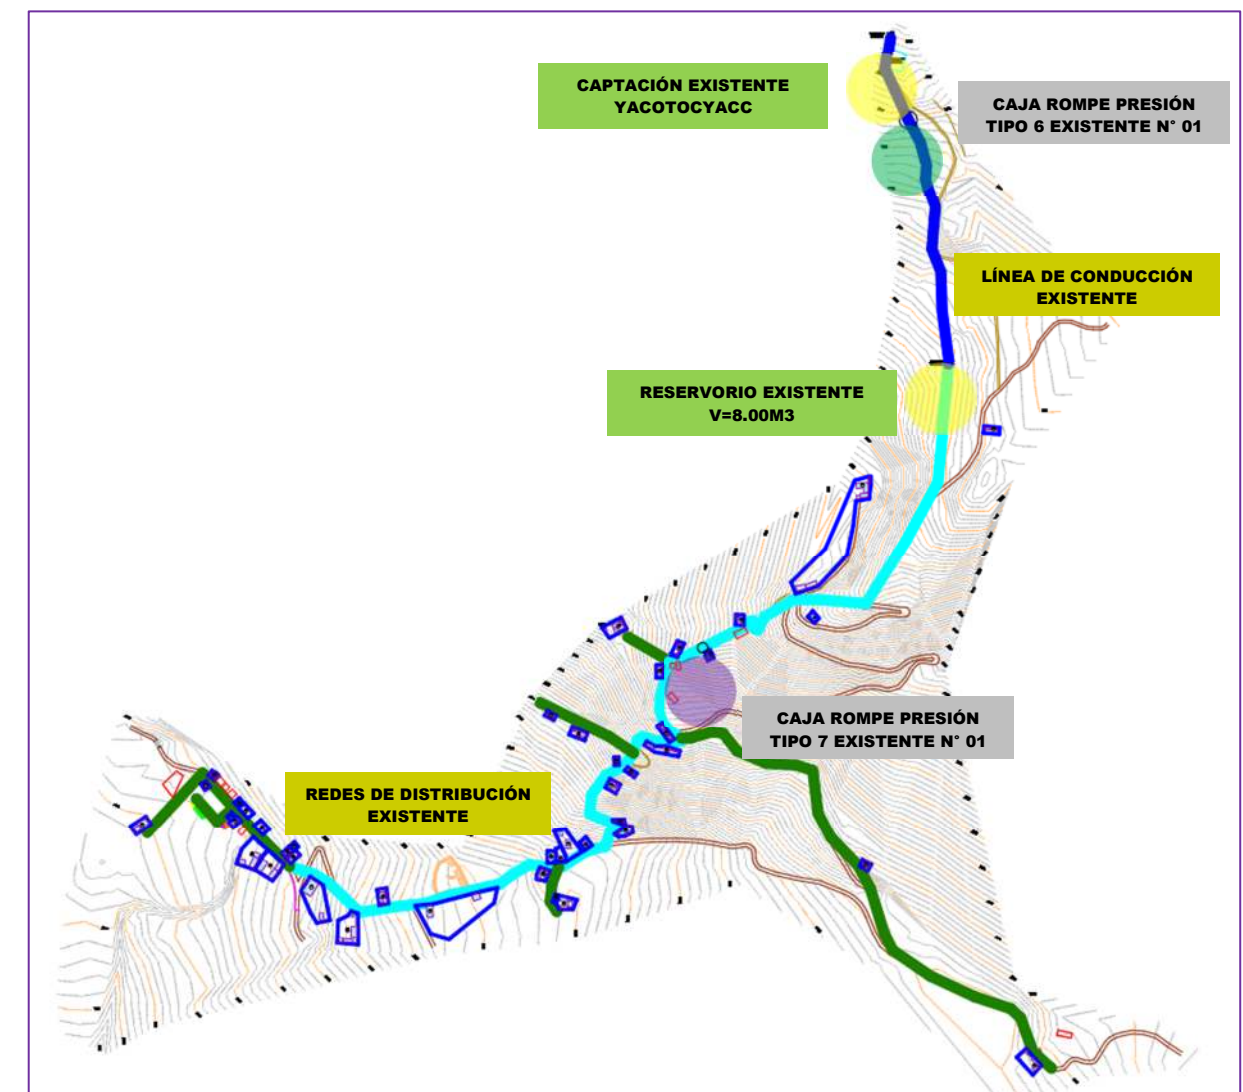 CAPTACIÓN EXISTENTE
YACOTOCYACC
CAJA ROMPE PRESIÓN
TIPO 6 EXISTENTE N° 01
LÍNEA DE CONDUCCIÓN
EXISTENTE
RESERVORIO EXISTENTE
V=8.00M3
CAJA ROMPE PRESIÓN
TIPO 7 EXISTENTE N° 01
REDES DE DISTRIBUCIÓN
EXISTENTE